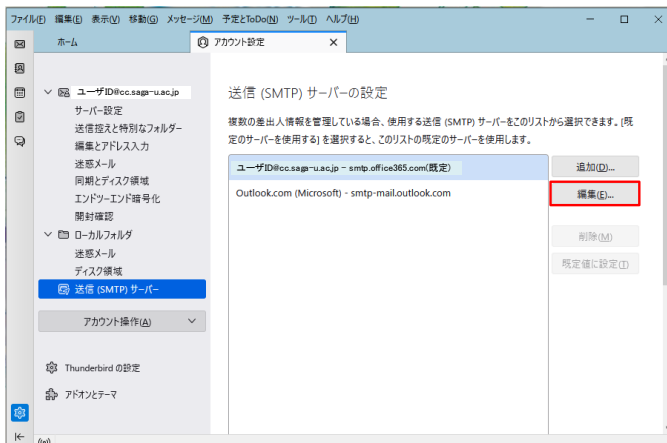 ファイル(F) 編集(E) 表示(V) 移動(G) メッセージ(M) 予定とToDo(N) ツール(T) ヘルプ(H)
ホーム
アカウント設定
ユーザID@cc.saga-u.ac.jp
サーバー設定
送信控えと特別なフォルダー
編集とアドレス入力
迷惑メール
同期とディスク領域
エンドツーエンド暗号化
開封確認
ローカルフォルダ
迷惑メール
ディスク領域
送信 (SMTP) サーバー
アカウント操作(A)
Thunderbird の設定
アドオンとテーマ
送信 (SMTP) サーバーの設定
複数の差出人情報を管理している場合、使用する送信 (SMTP) サーバーをこのリストから選択できます。[既
定のサーバーを使用する] を選択すると、このリストの既定のサーバーを使用します。
ユーザID@cc.saga-u.ac.jp - smtp.office365.com(既定)
Outlook.com (Microsoft) - smtp-mail.outlook.com
追加(D)...
編集(E)...
削除(M)
既定値に設定(T)